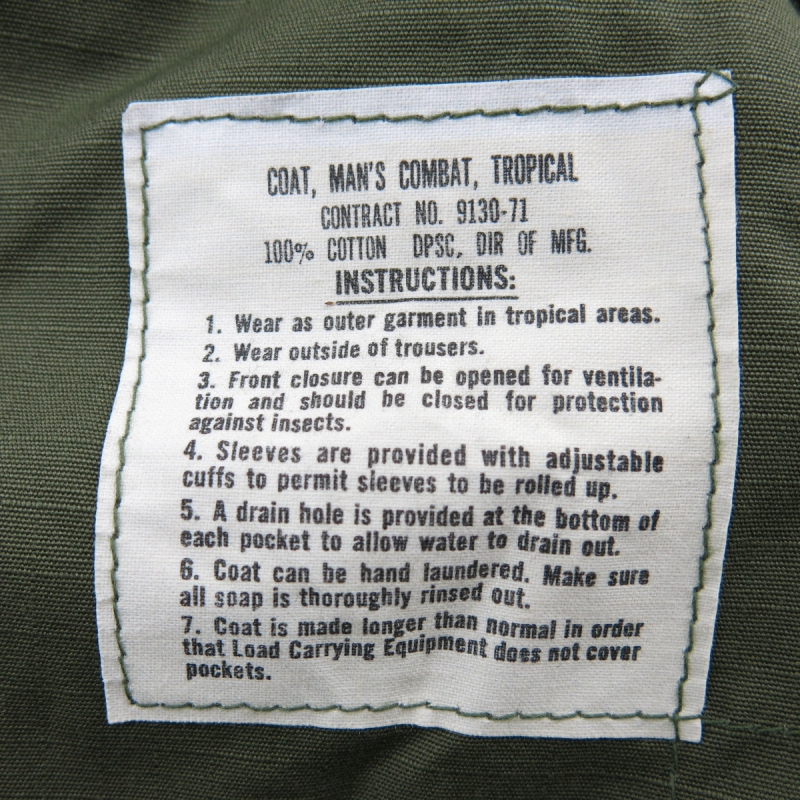 COAT, MAN'S COMBAT, TROPICAL
CONTRACT NO. 9130-71
100% COTTON DPSC, DIR OF MFG.
INSTRUCTIONS:
1. Wear as outer garment in tropical areas.
2. Wear outside of trousers.
3. Front closure can be opened for ventila-
tion and should be closed for protection
against insects.
4. Sleeves are provided with adjustable
cuffs to permit sleeves to be rolled up.
5. A drain hole is provided at the bottom of
each pocket to allow water to drain out.
6. Coat can be hand laundered. Make sure
all soap is thoroughly rinsed out.
7. Coat is made longer than normal in order
that Load Carrying Equipment does not cover
pockets.